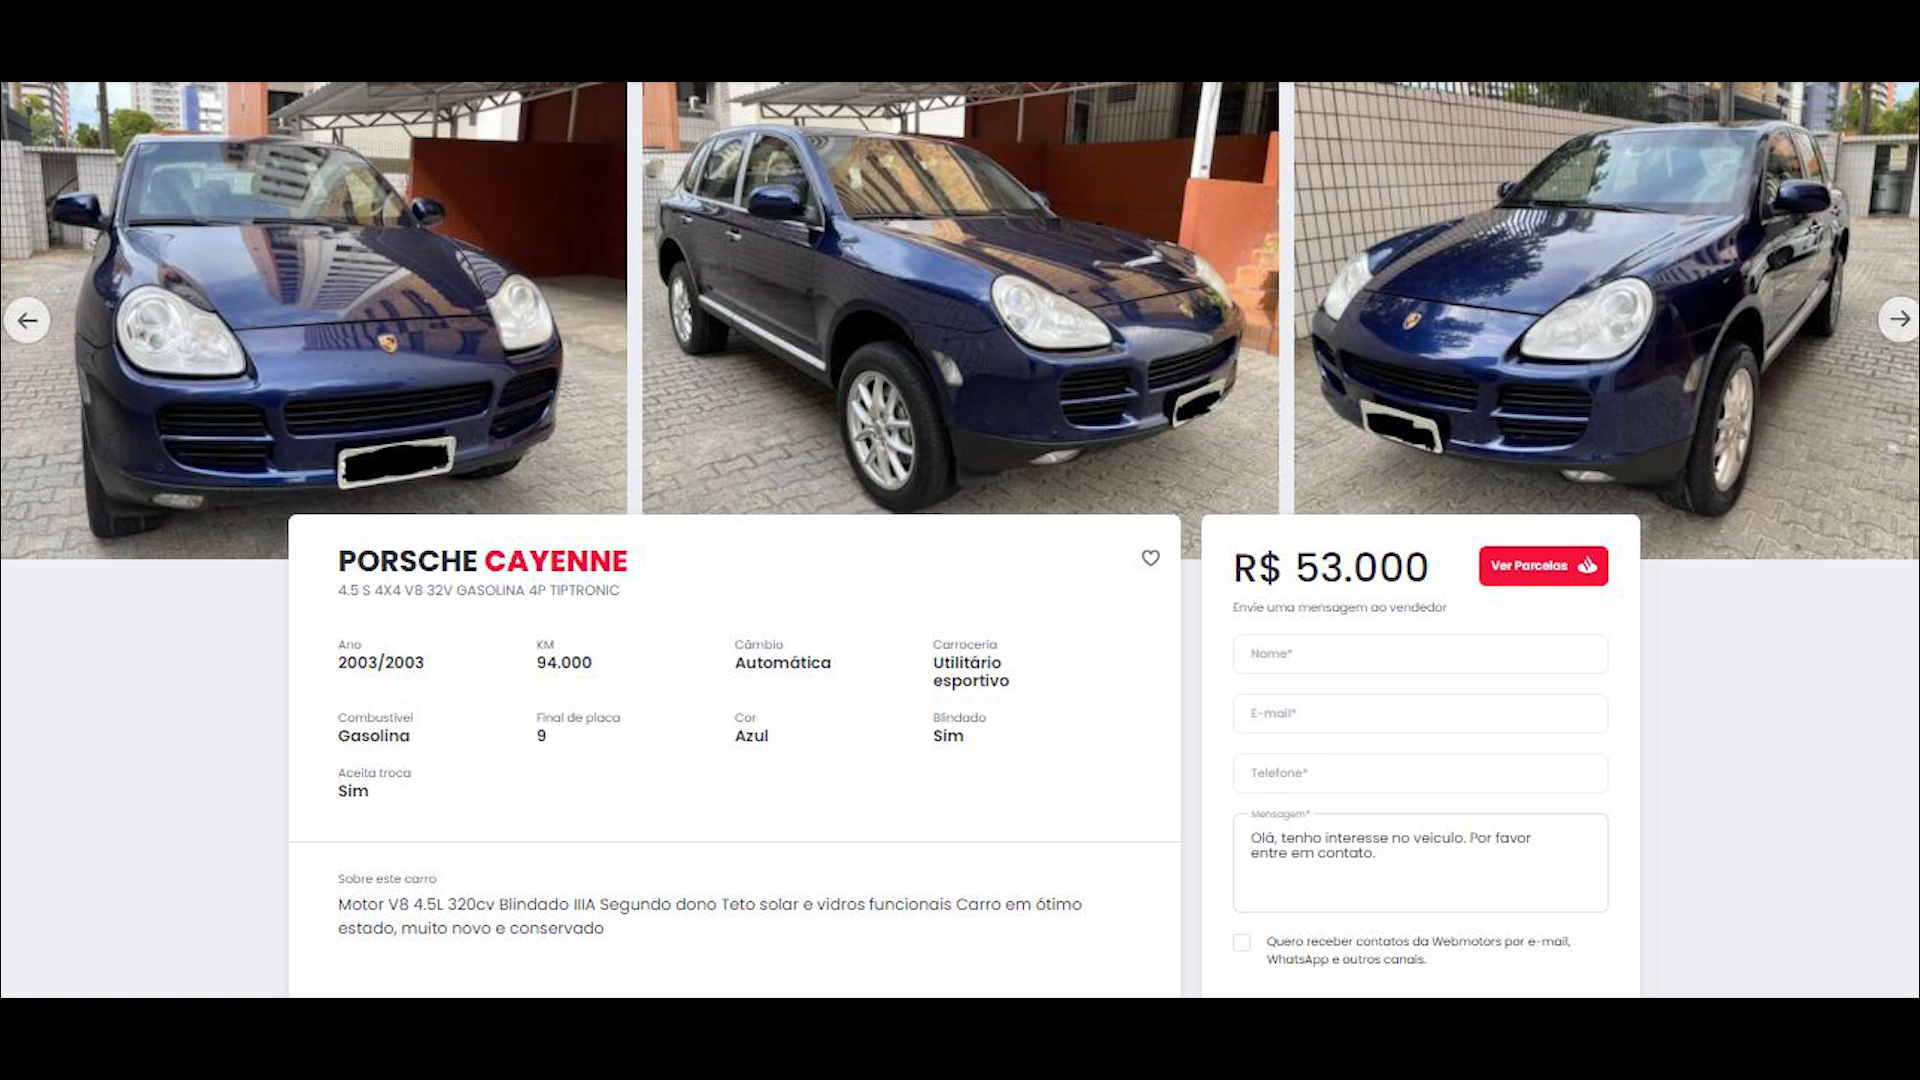 PORSCHE CAYENNE
4.5 S 4X4 V8 32V GASOLINA 4P TIPTRONIC
Ano
2003/2003
KM
94.000
Câmbio
Automática
Carroceria
Utilitário
esportivo
Combustível
Gasolina
Final de placa
9
Cor
Azul
Blindado
Sim
Aceita troca
Sim
Sobre este carro
Motor V8 4.5L 320cv Blindado IIIA Segundo dono Teto solar e vidros funcionais Carro em ótimo
estado, muito novo e conservado
R$ 53.000
Ver Parcelas
Envie uma mensagem ao vendedor
Nome*
E-mail*
Telefone*
Mensagem*
Olá, tenho interesse no veículo. Por favor
entre em contato.
Quero receber contatos da Webmotors por e-mail,
WhatsApp e outros canais.